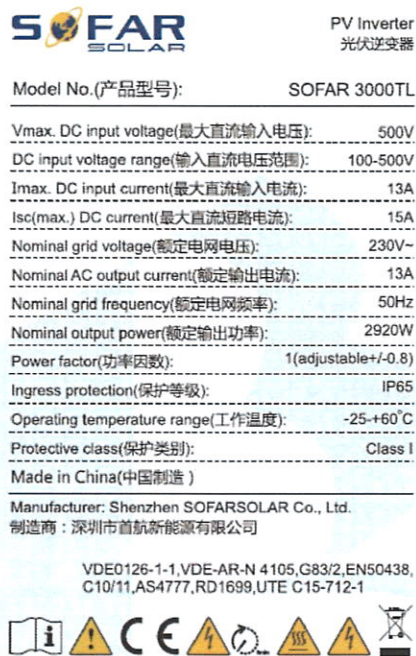 SOFAR SOLAR
PV Inverter
光伏逆变器
Model No.(产品型号): SOFAR 3000TL
Vmax. DC input voltage(最大直流输入电压): 500V
DC input voltage range(输入直流电压范围): 100-500V
Imax. DC input current(最大直流输入电流): 13A
Isc(max.) DC current(最大直流短路电流): 15A
Nominal grid voltage(额定电网电压): 230V~
Nominal AC output current(额定输出电流): 13A
Nominal grid frequency(额定电网频率): 50Hz
Nominal output power(额定输出功率): 2920W
Power factor(功率因数): 1(adjustable+/-0.8)
Ingress protection(保护等级): IP65
Operating temperature range(工作温度): -25-+60°C
Protective class(保护类别): Class I
Made in China(中国制造)
Manufacturer: Shenzhen SOFARSOLAR Co., Ltd.
制造商：深圳市首航新能源有限公司
VDE0126-1-1,VDE-AR-N 4105,G83/2,EN50438,
C10/11,AS4777,RD1699,UTE C15-712-1
CE